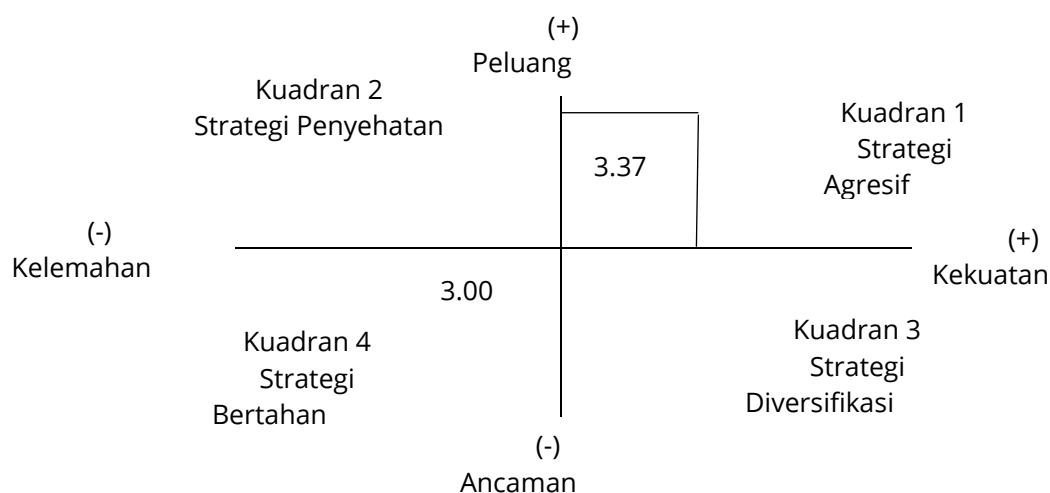 (+)
Peluang
Kuadran 2
Strategi Penyehatan
Kuadran 1
Strategi
Agresif
3.37
(-)
Kelemahan
(+)
Kekuatan
3.00
Kuadran 4
Strategi
Bertahan
Kuadran 3
Strategi
Diversifikasi
(-)
Ancaman